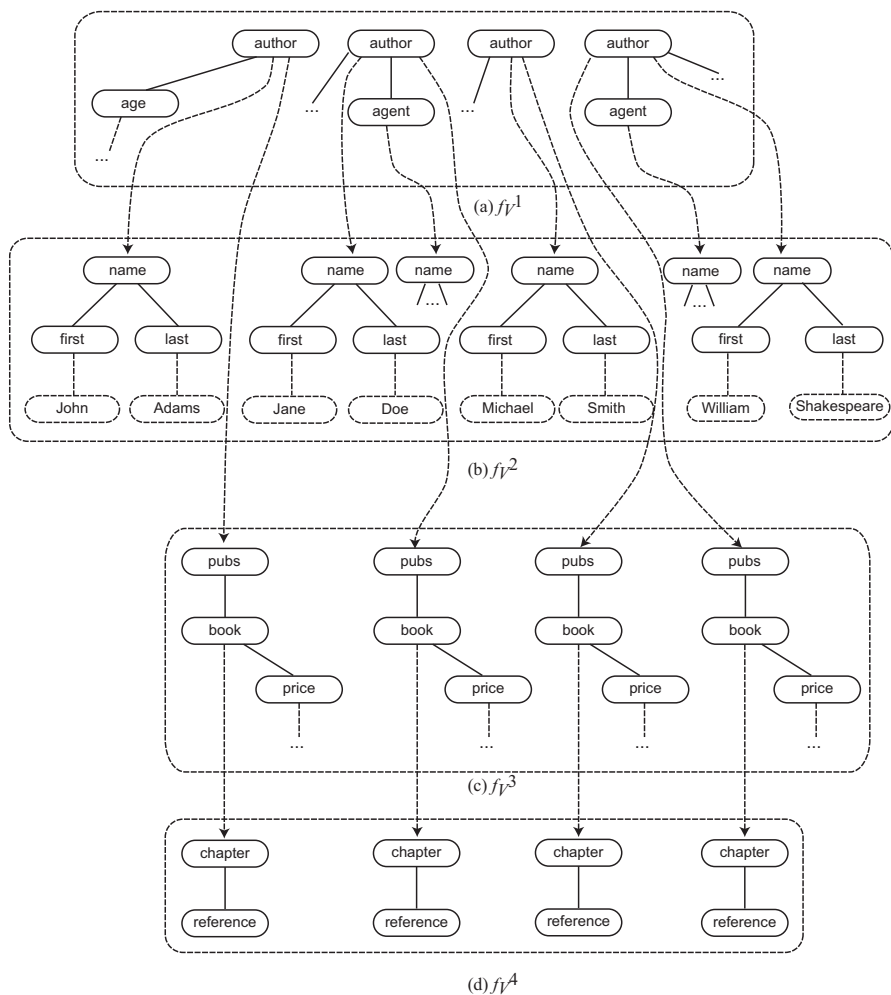 author author author author
...
age ... ... agent agent
...
(a) fV1
name name name name name name
... ...
first last first last first last first last
John Adams Jane Doe Michael Smith William Shakespeare
(b) fV2
pubs pubs pubs pubs
book book book book
price price price price
... ... ... ...
(c) fV3
chapter chapter chapter chapter
reference reference reference reference
(d) fV4